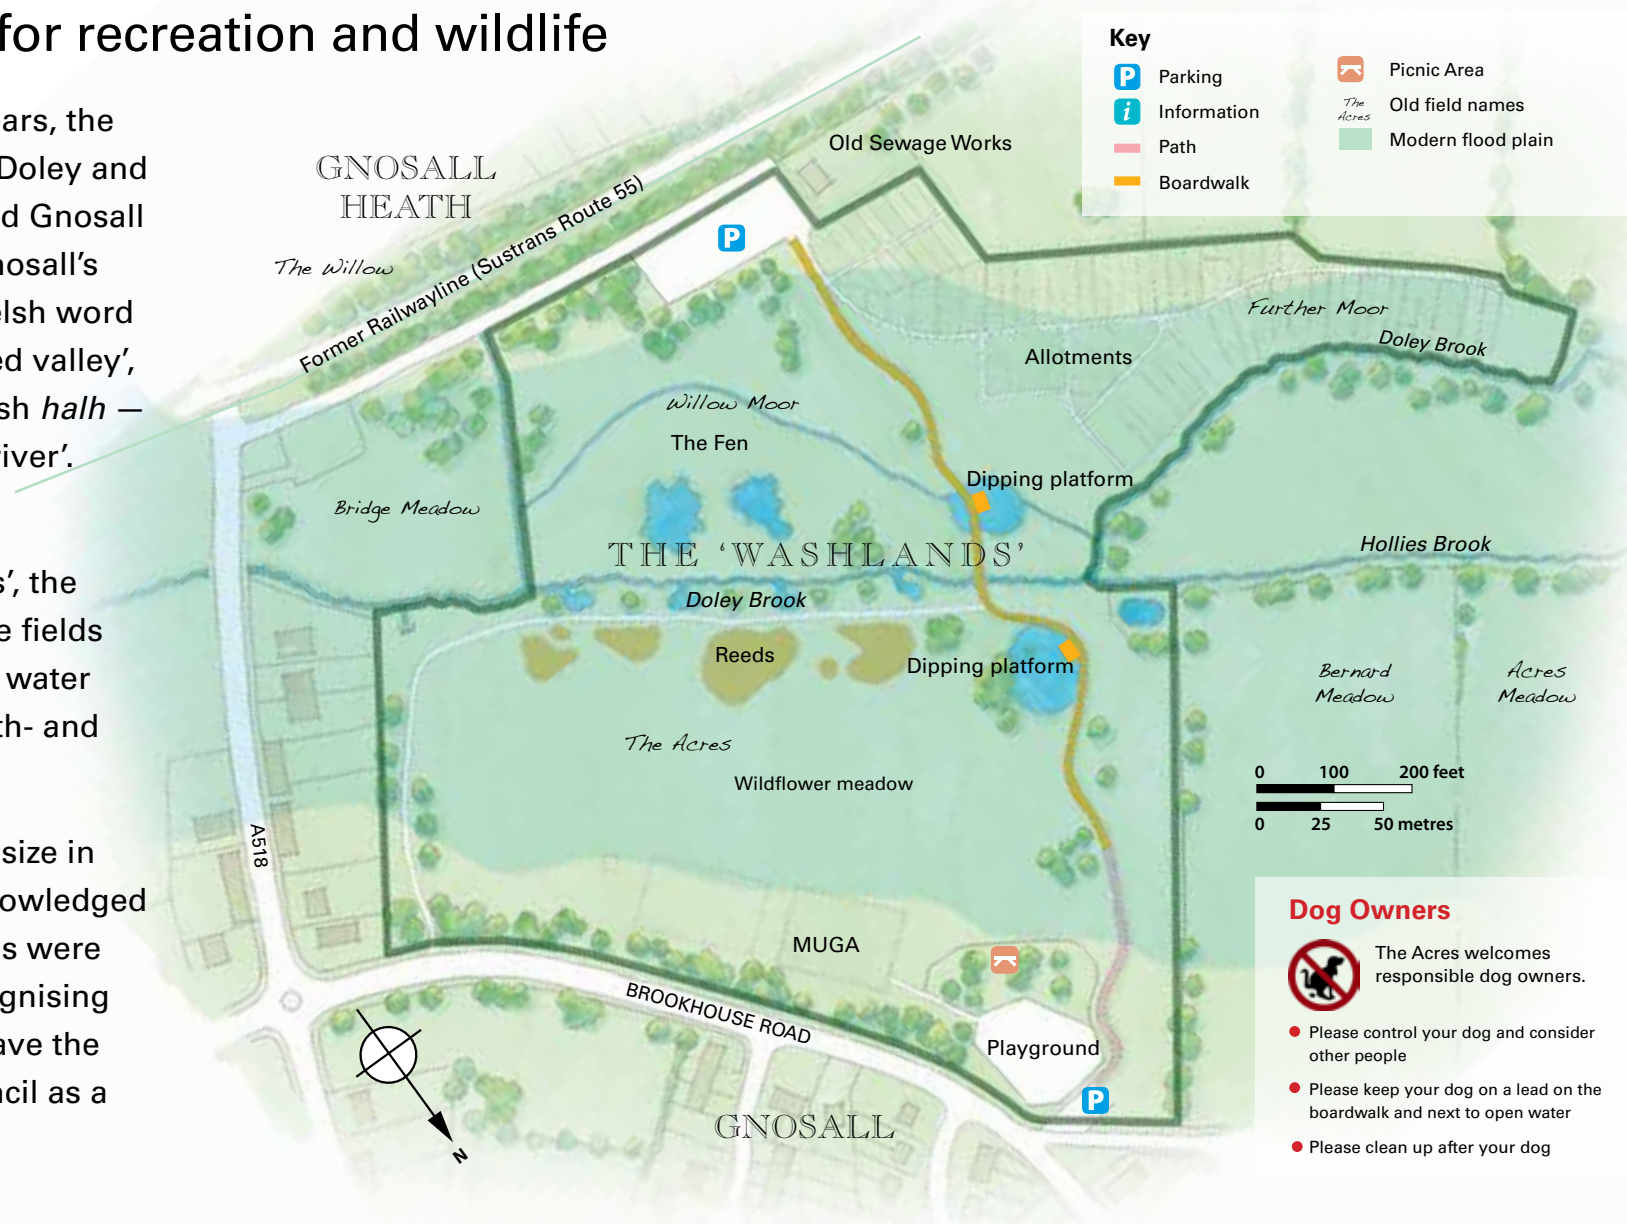 for recreation and wildlife
ars, the
Doley and
d Gnosall
nosall's
elsh word
ed valley',
sh halh —
river'.
s', the
e fields
water
th- and
size in
owledged
s were
gnising
ave the
ncil as a
Key
P Parking
i Information
Path
Boardwalk
Picnic Area
The
Acres
Old field names
Modern flood plain
GNOSALL
HEATH
The Willow
Former Railwayline (Sustrans Route 55)
Old Sewage Works
P
Further Moor
Doley Brook
Allotments
Willow Moor
The Fen
Dipping platform
Bridge Meadow
THE 'WASHLANDS'
Hollies Brook
Doley Brook
Reeds
Dipping platform
Bernard
Meadow
Acres
Meadow
The Acres
Wildflower meadow
0 100 200 feet
0 25 50 metres
A518
MUGA
BROOKHOUSE ROAD
Playground
P
GNOSALL
N
Dog Owners
The Acres welcomes
responsible dog owners.
Please control your dog and consider
other people
Please keep your dog on a lead on the
boardwalk and next to open water
Please clean up after your dog